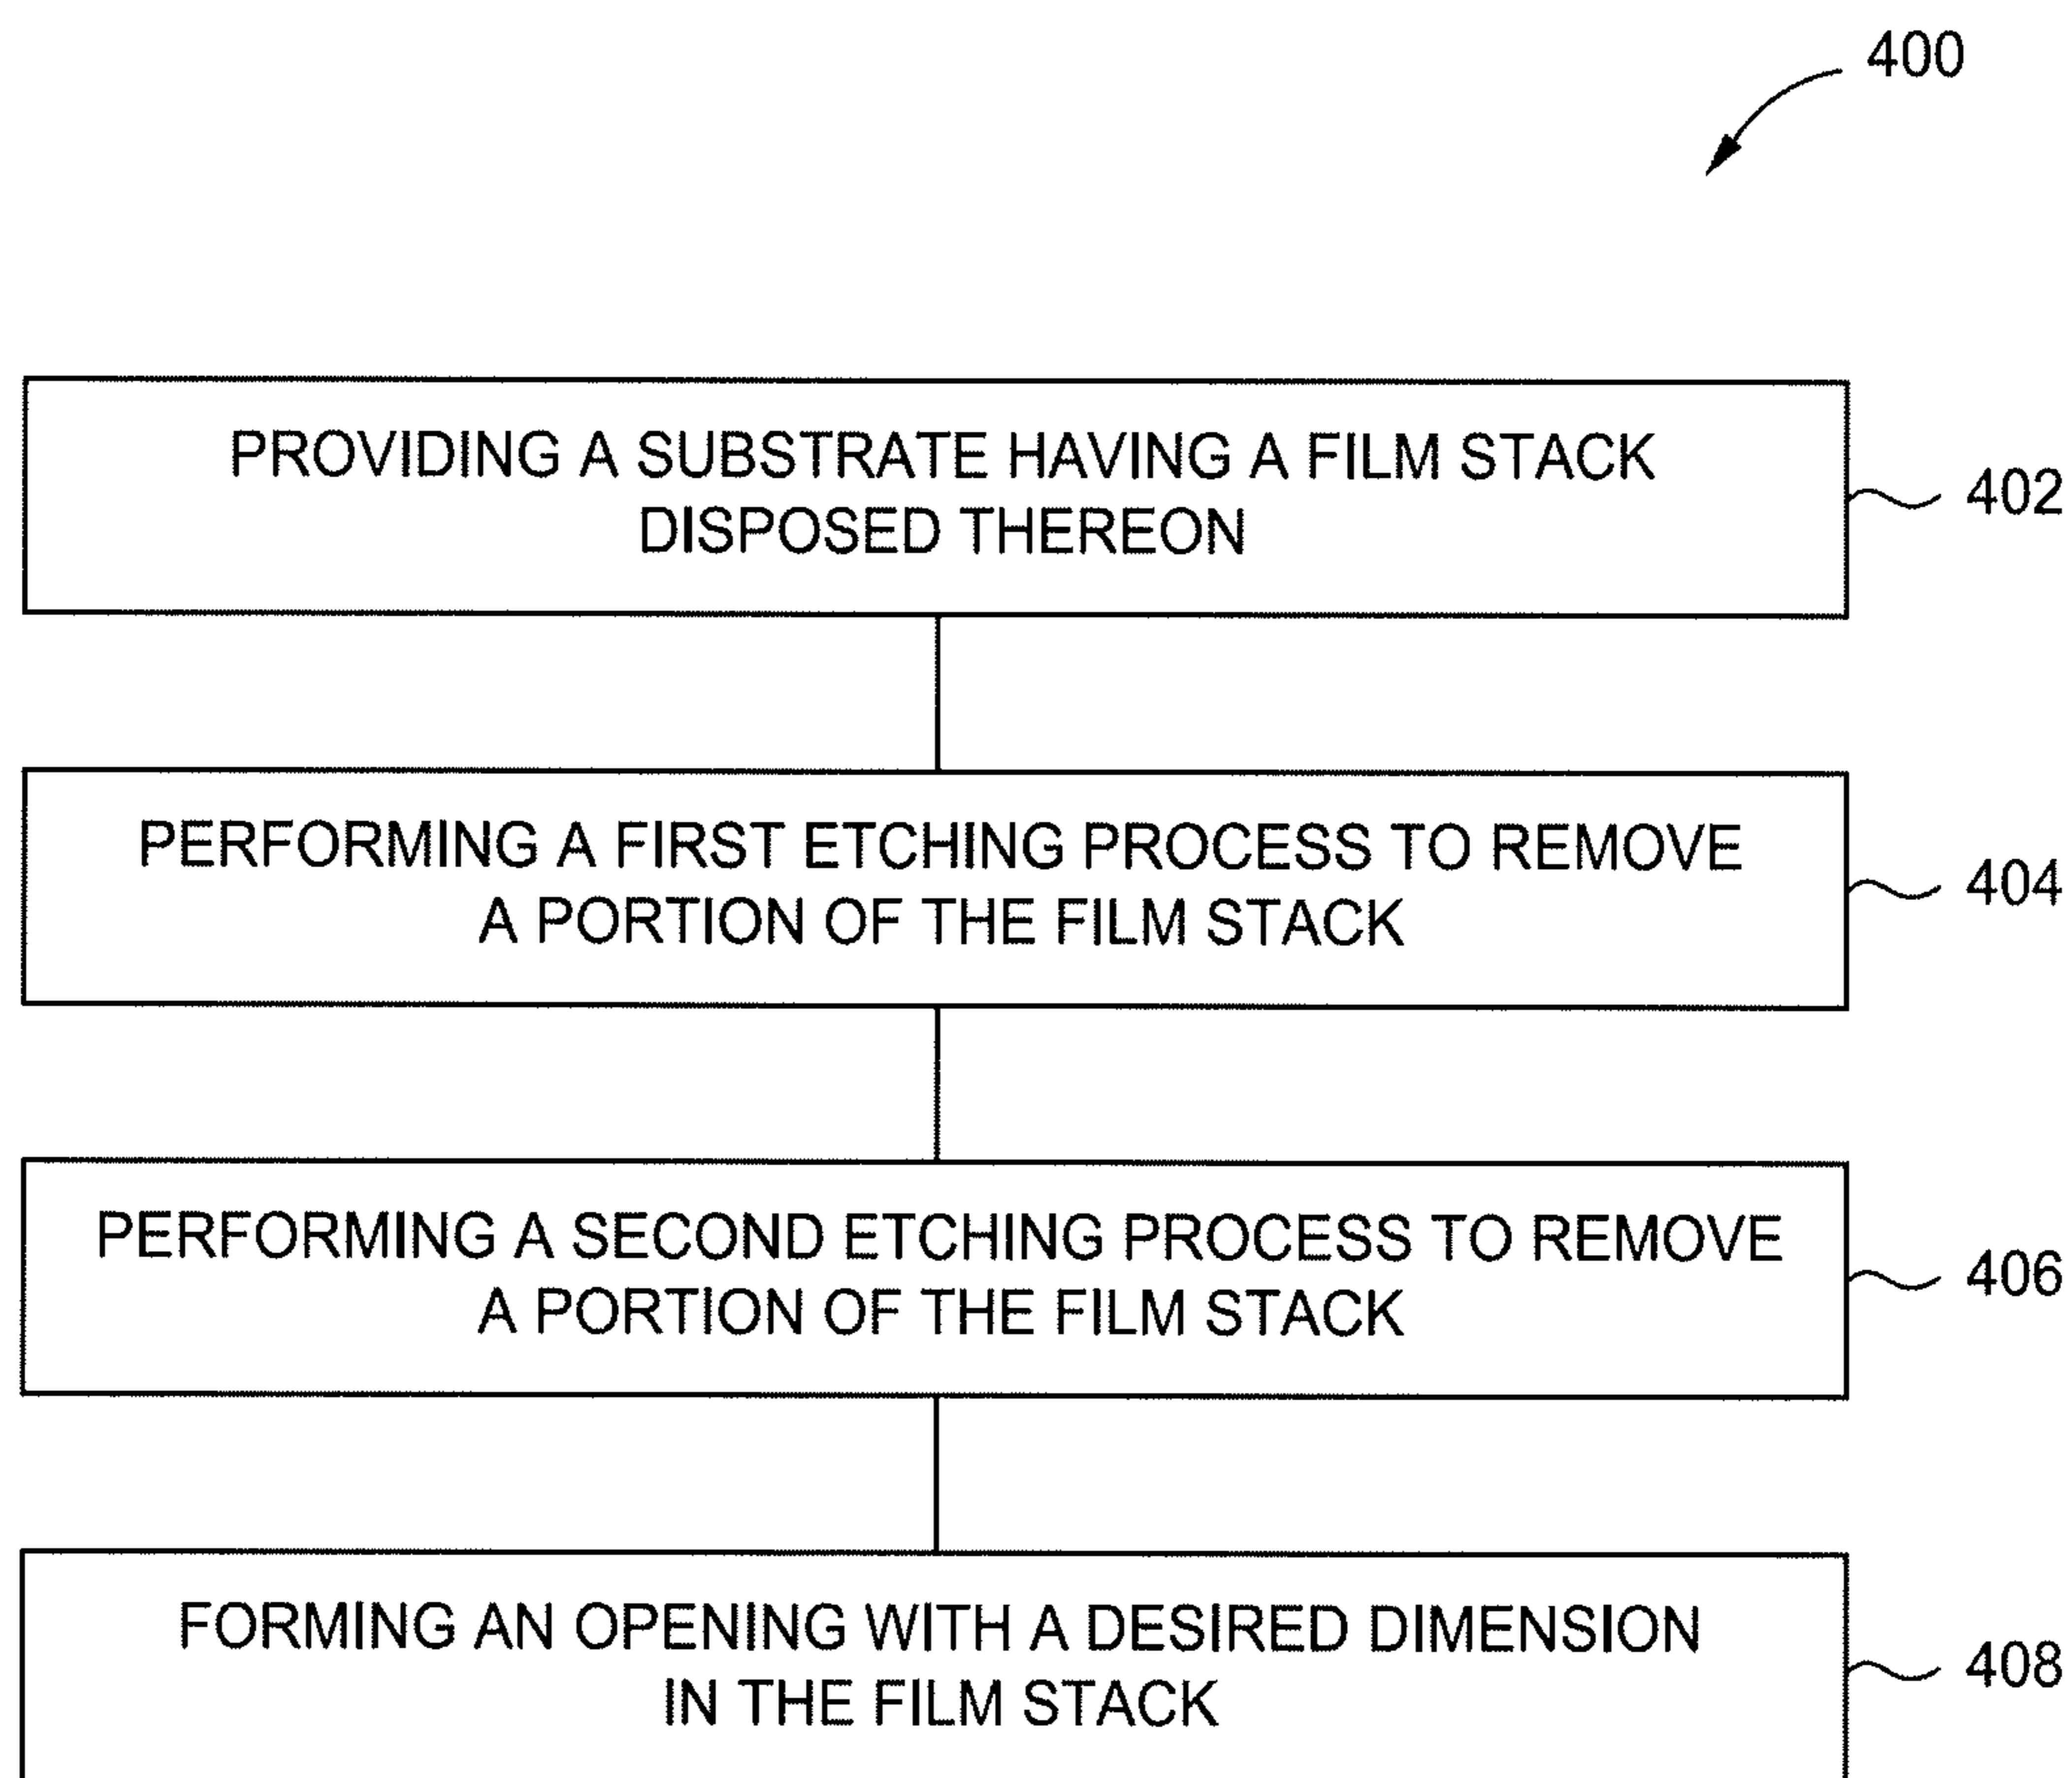 400
PROVIDING A SUBSTRATE HAVING A FILM STACK
DISPOSED THEREON
402
PERFORMING A FIRST ETCHING PROCESS TO REMOVE
A PORTION OF THE FILM STACK
404
PERFORMING A SECOND ETCHING PROCESS TO REMOVE
A PORTION OF THE FILM STACK
406
FORMING AN OPENING WITH A DESIRED DIMENSION
IN THE FILM STACK
408